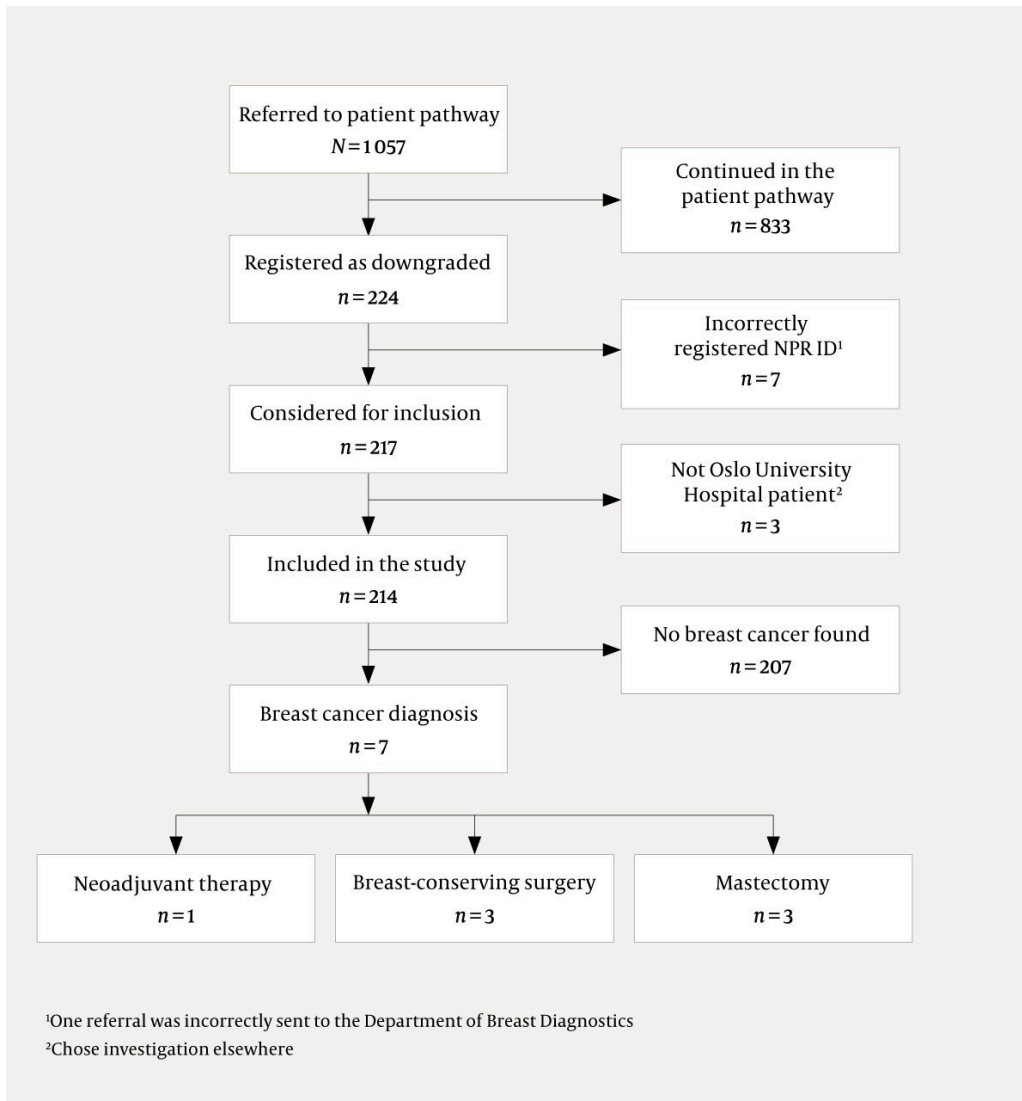 Referred to patient pathway
N=1 057
Continued in the
patient pathway
n=833
Registered as downgraded
n=224
Incorrectly
registered NPR ID¹
n=7
Considered for inclusion
n=217
Not Oslo University
Hospital patient²
n=3
Included in the study
n=214
No breast cancer found
n=207
Breast cancer diagnosis
n=7
Neoadjuvant therapy
n=1
Breast-conserving surgery
n=3
Mastectomy
n=3
¹One referral was incorrectly sent to the Department of Breast Diagnostics
²Chose investigation elsewhere